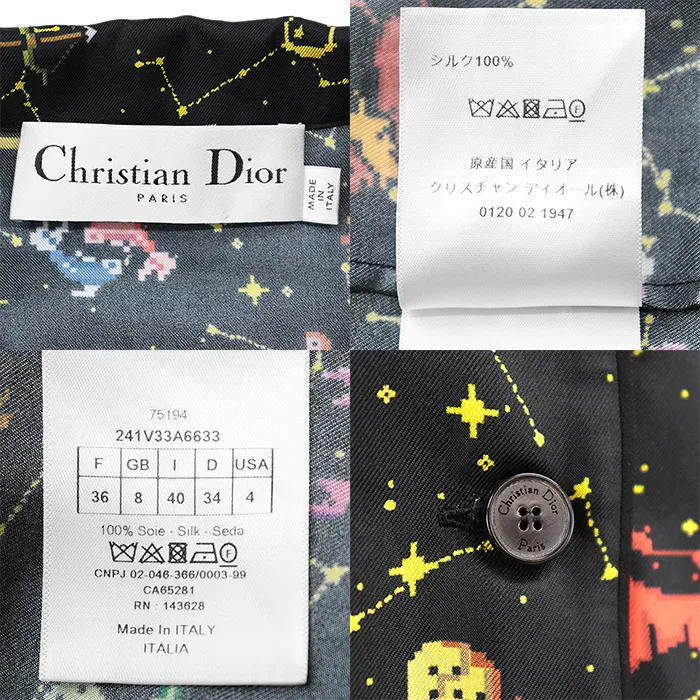 Christian Dior
PARIS
MADE
IN
ITALY
シルク100%
F
原産国 イタリア
クリスチャン ディオール(株)
0120 02 1947
75194
241V33A6633
F GB I D USA
36 8 40 34 4
100% Soie - Silk - Seda
F
CNPJ 02-046-366/0003-99
CA65281
RN : 143628
Made In ITALY
ITALIA
Christian Dior
Paris